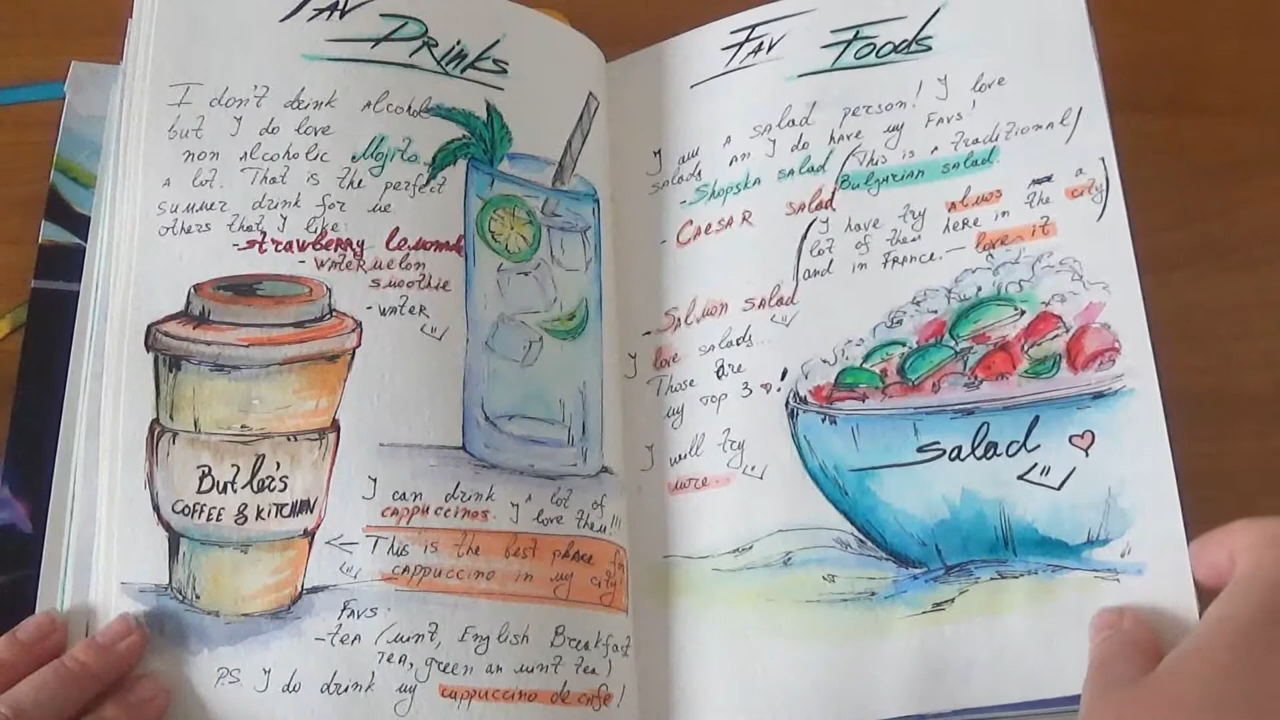 Fav
Drinks
I don't drink Alcohol
but I do love
non Alcoholic Mojito
a lot. That is the perfect
summer drink for me
others that I like:
-strawberry lemonade
- watermelon
smoothie
- water
Butler's
COFFEE & KITCHEN
I can drink a lot of
cappuccinos. I love them!!!
This is the best place for
cappuccino in my city!
Favs:
-tea (mint, English Breakfast
Tea, green an mint tea)
P.S. I do drink my cappuccino de cafe!
Fav Foods
I am a salad person! I love
salads an I do have my Favs!
-Shopska salad (This is a traditional)
Bulgarian salad.
- CAESAR salad
(I have try almos a
lot of them here in the city)
and in France. — love it
-Salmon salad
I love salads...
Those are
my top 3 ♡!
I will try
more.
salad ♡